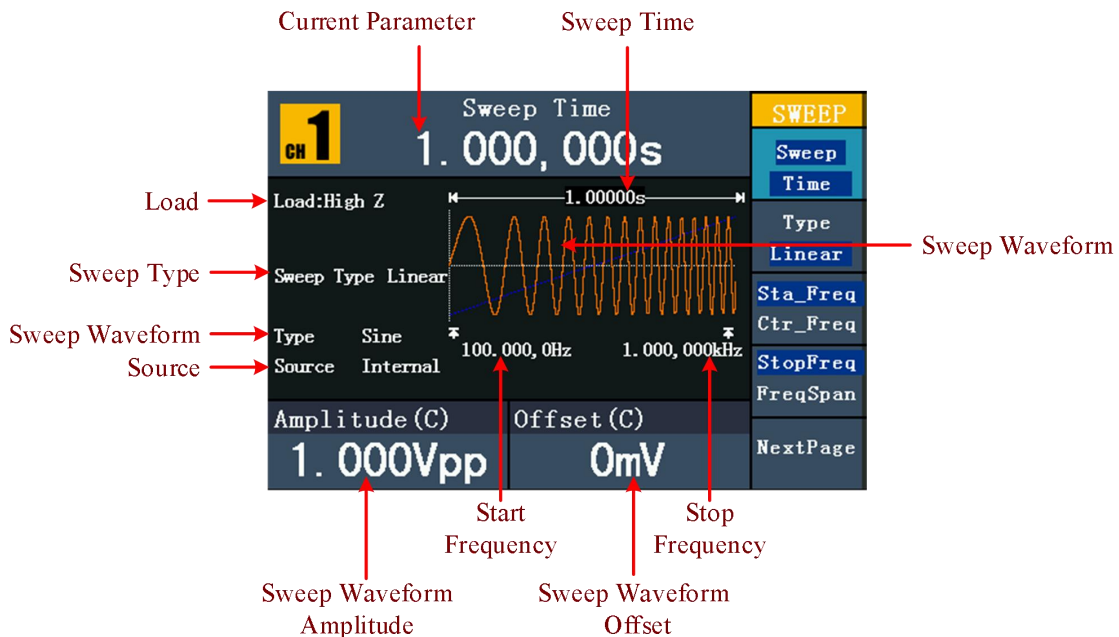 Current Parameter
Sweep Time
CH 1
Sweep Time
1.000,000s
SWEEP
Sweep
Time
Type
Linear
Sta_Freq
Ctr_Freq
StopFreq
FreqSpan
NextPage
Load
Load:High Z
1.00000s
Sweep Waveform
Sweep Type
Sweep Type Linear
Sweep Waveform
Type Sine
100.000,0Hz
1.000,000kHz
Source
Source Internal
Amplitude(C)
Offset(C)
1.000Vpp
0mV
Start
Frequency
Stop
Frequency
Sweep Waveform
Amplitude
Sweep Waveform
Offset